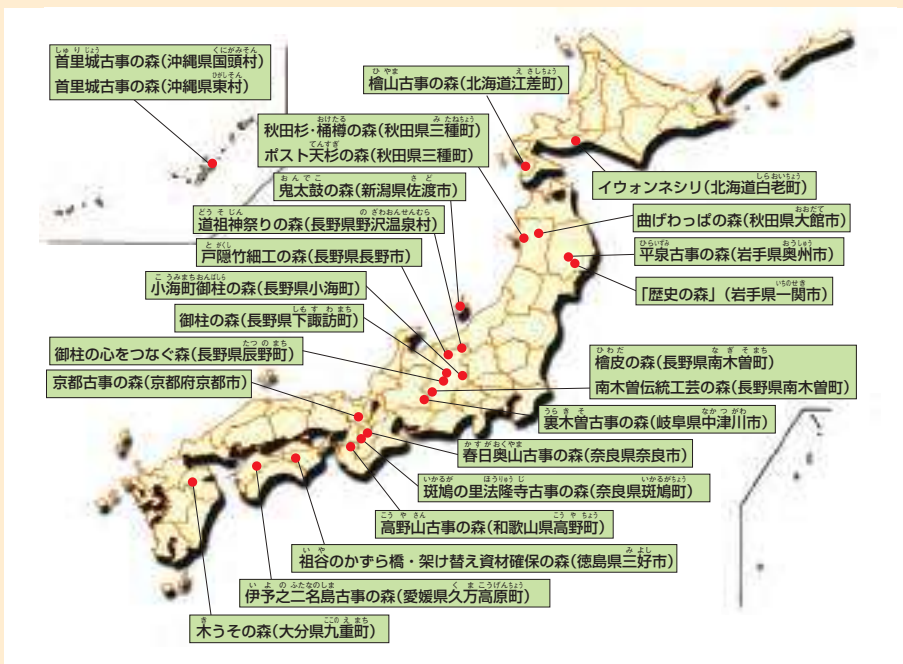 首里城古事の森(沖縄県国頭村)
首里城古事の森(沖縄県東村)
檜山古事の森(北海道江差町)
秋田杉・桶樽の森(秋田県三種町)
ポスト天杉の森(秋田県三種町)
イウォンネシリ(北海道白老町)
鬼太鼓の森(新潟県佐渡市)
曲げわっぱの森(秋田県大館市)
道祖神祭りの森(長野県野沢温泉村)
戸隠竹細工の森(長野県長野市)
平泉古事の森(岩手県奥州市)
小海町御柱の森(長野県小海町)
「歴史の森」(岩手県一関市)
御柱の森(長野県下諏訪町)
御柱の心をつなぐ森(長野県辰野町)
檜皮の森(長野県南木曽町)
南木曽伝統工芸の森(長野県南木曽町)
京都古事の森(京都府京都市)
裏木曽古事の森(岐阜県中津川市)
春日奥山古事の森(奈良県奈良市)
斑鳩の里法隆寺古事の森(奈良県斑鳩町)
高野山古事の森(和歌山県高野町)
祖谷のかずら橋・架け替え資材確保の森(徳島県三好市)
伊予之二名島古事の森(愛媛県久万高原町)
木うその森(大分県九重町)